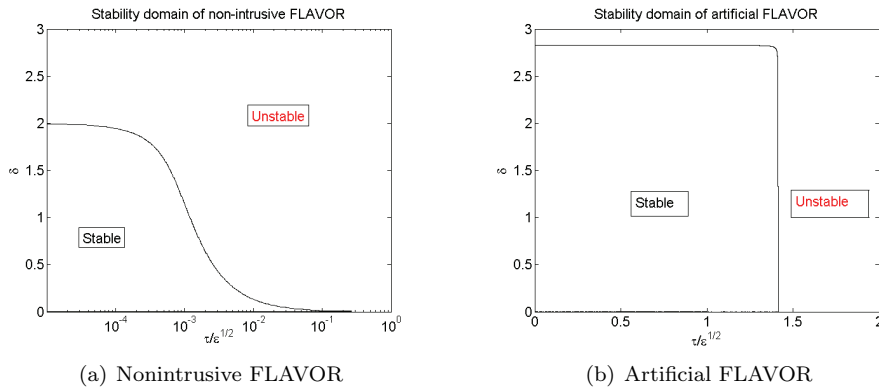 Stability domain of non-intrusive FLAVOR
3
2.5
2
1.5
1
0.5
0
δ
Unstable
Stable
10^-4
10^-3
10^-2
10^-1
10^0
τ/ε^1/2
(a) Nonintrusive FLAVOR
Stability domain of artificial FLAVOR
3
2.5
2
1.5
1
0.5
0
δ
Stable
Unstable
0
0.5
1
1.5
2
τ/ε^1/2
(b) Artificial FLAVOR